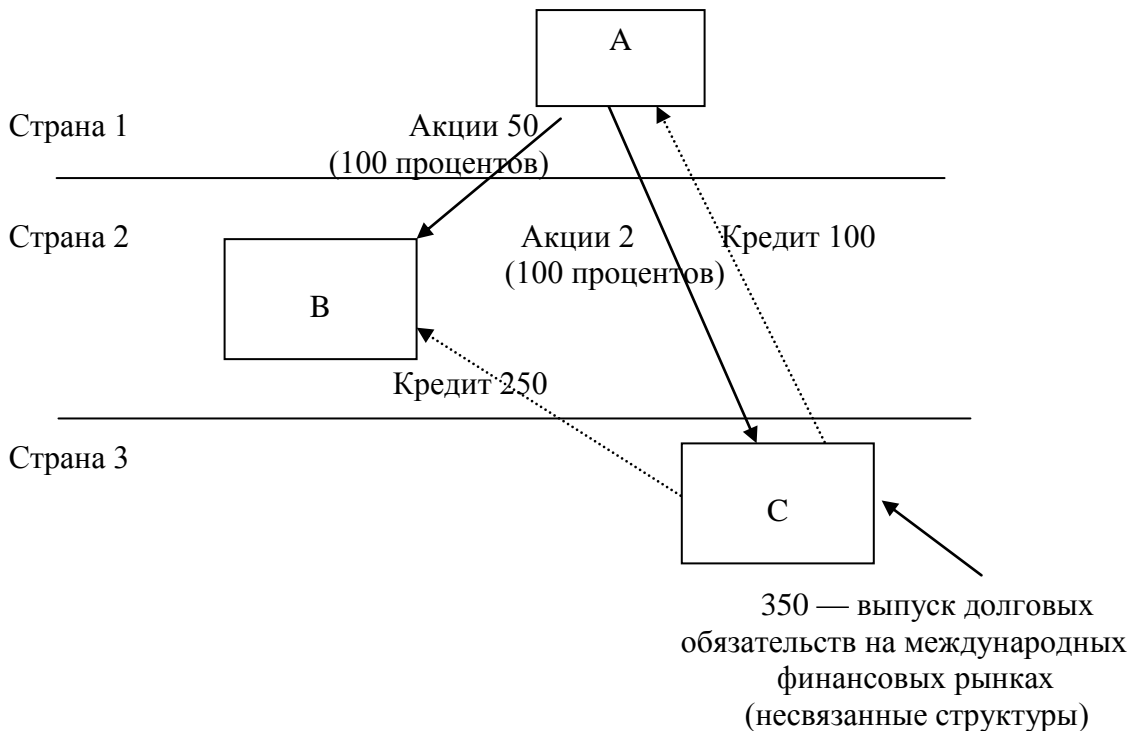 A
Страна 1
Акции 50
(100 процентов)
Страна 2
Акции 2
(100 процентов)
Кредит 100
B
Кредит 250
Страна 3
C
350 — выпуск долговых
обязательств на международных
финансовых рынках
(несвязанные структуры)